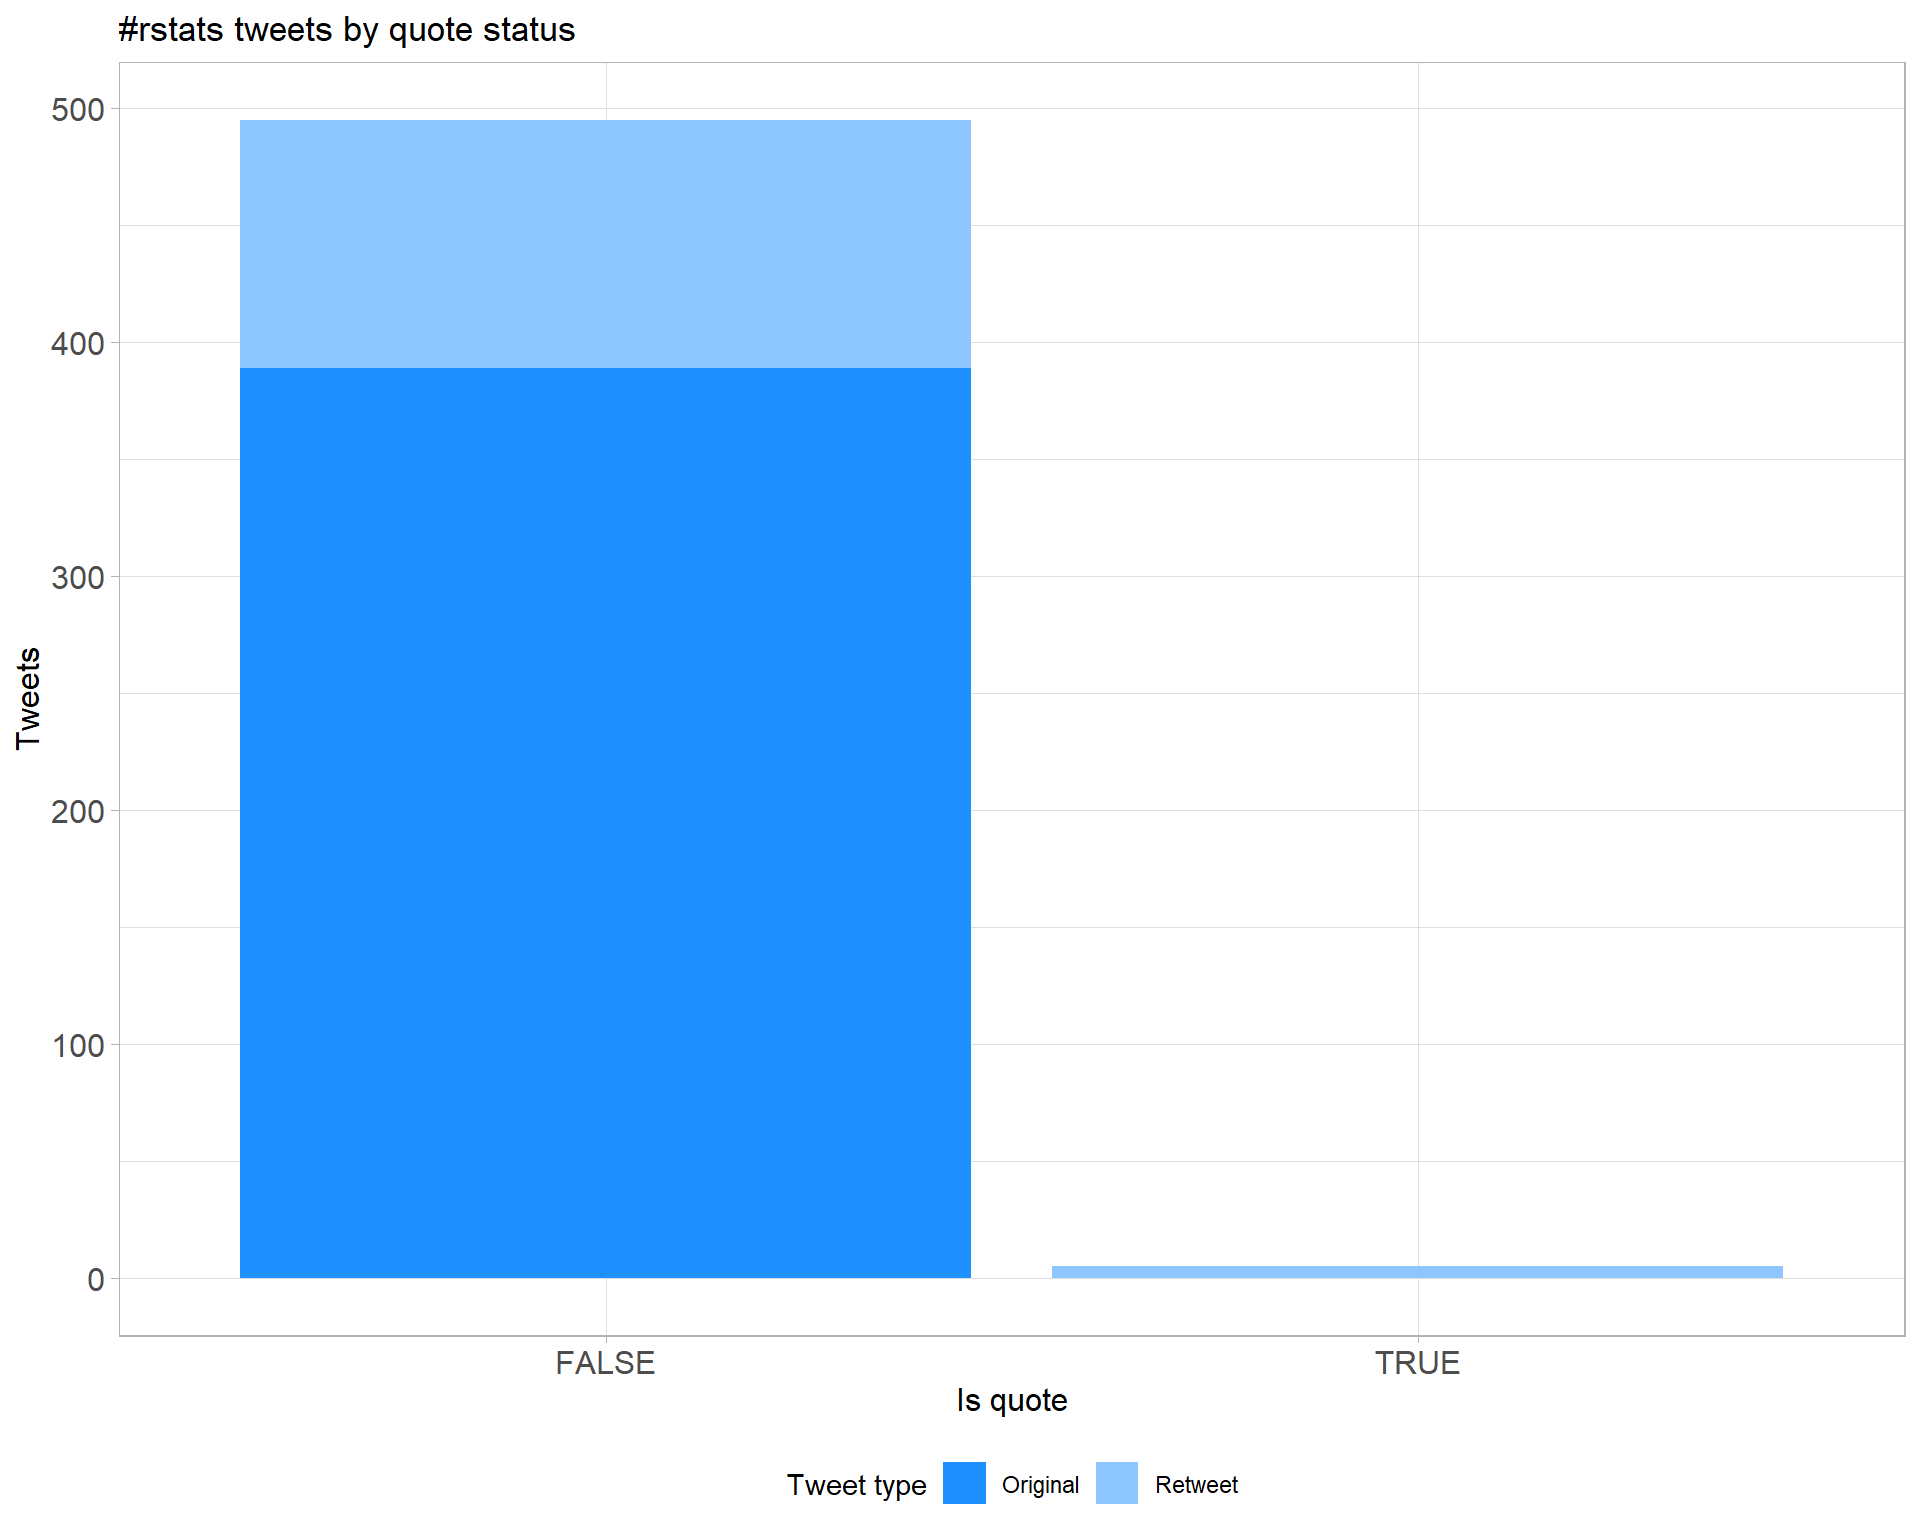 #rstats tweets by quote status
500
400
300
200
100
0
Tweets
FALSE TRUE
Is quote
Tweet type Original Retweet